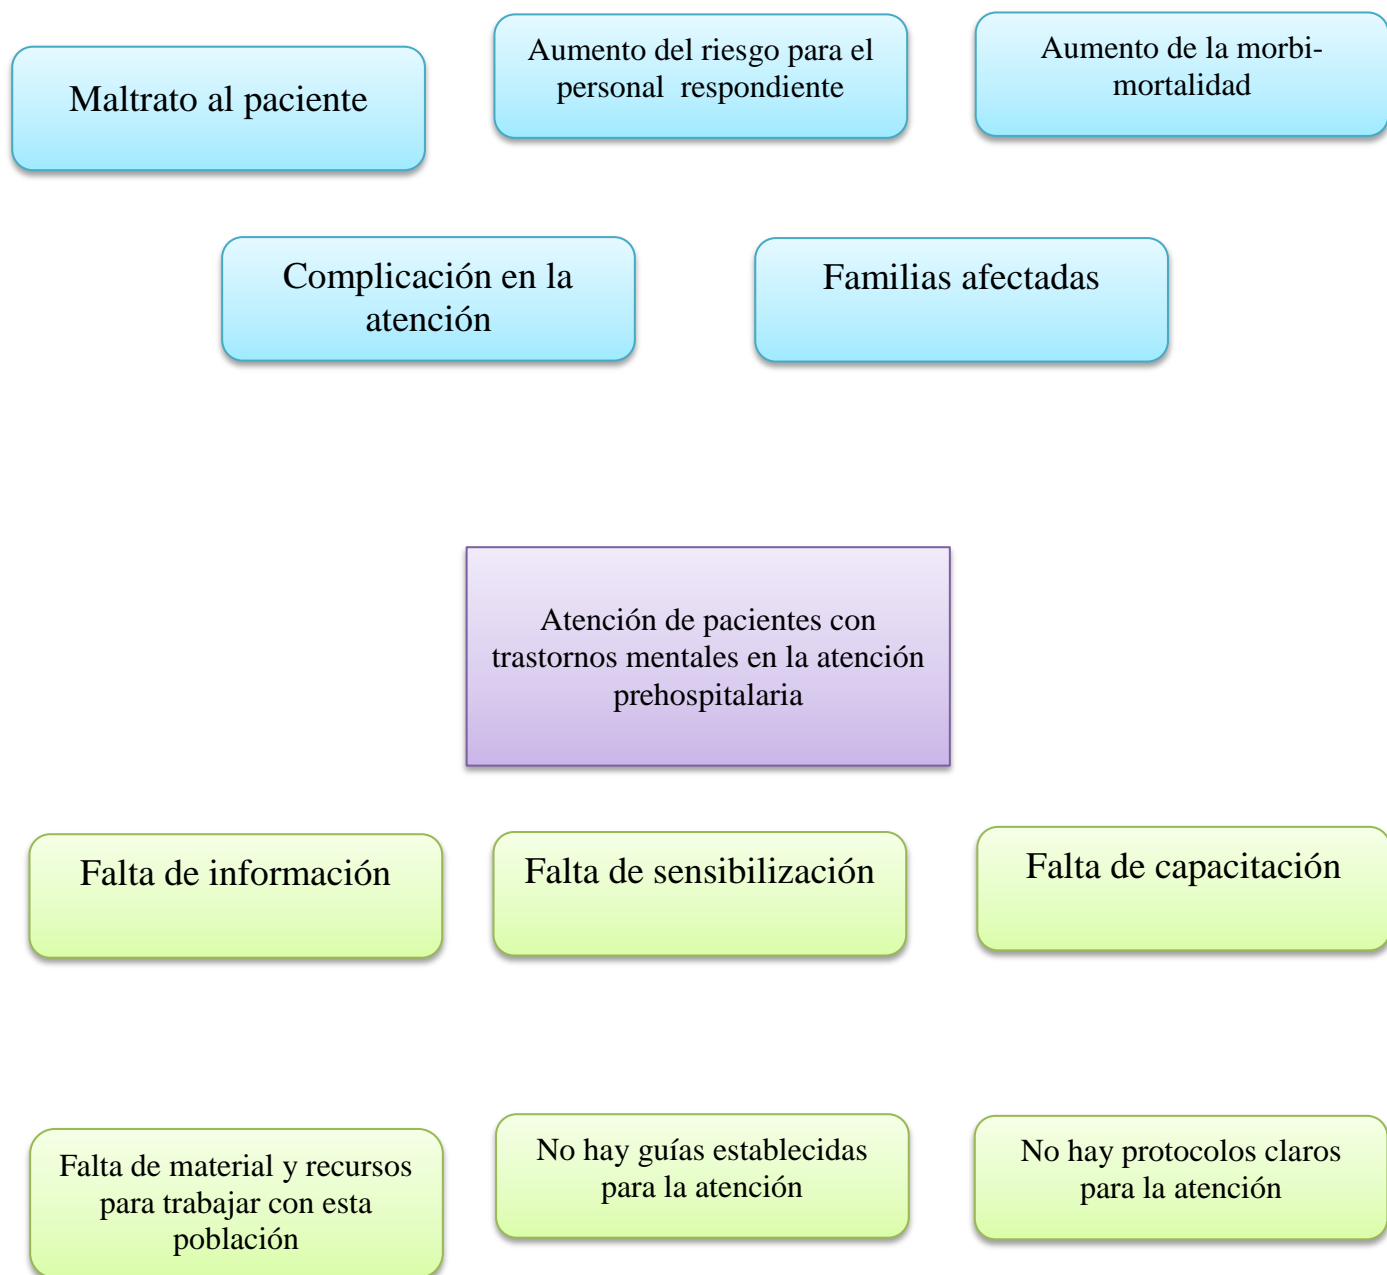 Maltrato al paciente
Aumento del riesgo para el
personal  respondiente
Aumento de la morbi-
mortalidad
Complicación en la
atención
Familias afectadas
Atención de pacientes con
trastornos mentales en la atención
prehospitalaria
Falta de información
Falta de sensibilización
Falta de capacitación
Falta de material y recursos
para trabajar con esta
población
No hay guías establecidas
para la atención
No hay protocolos claros
para la atención